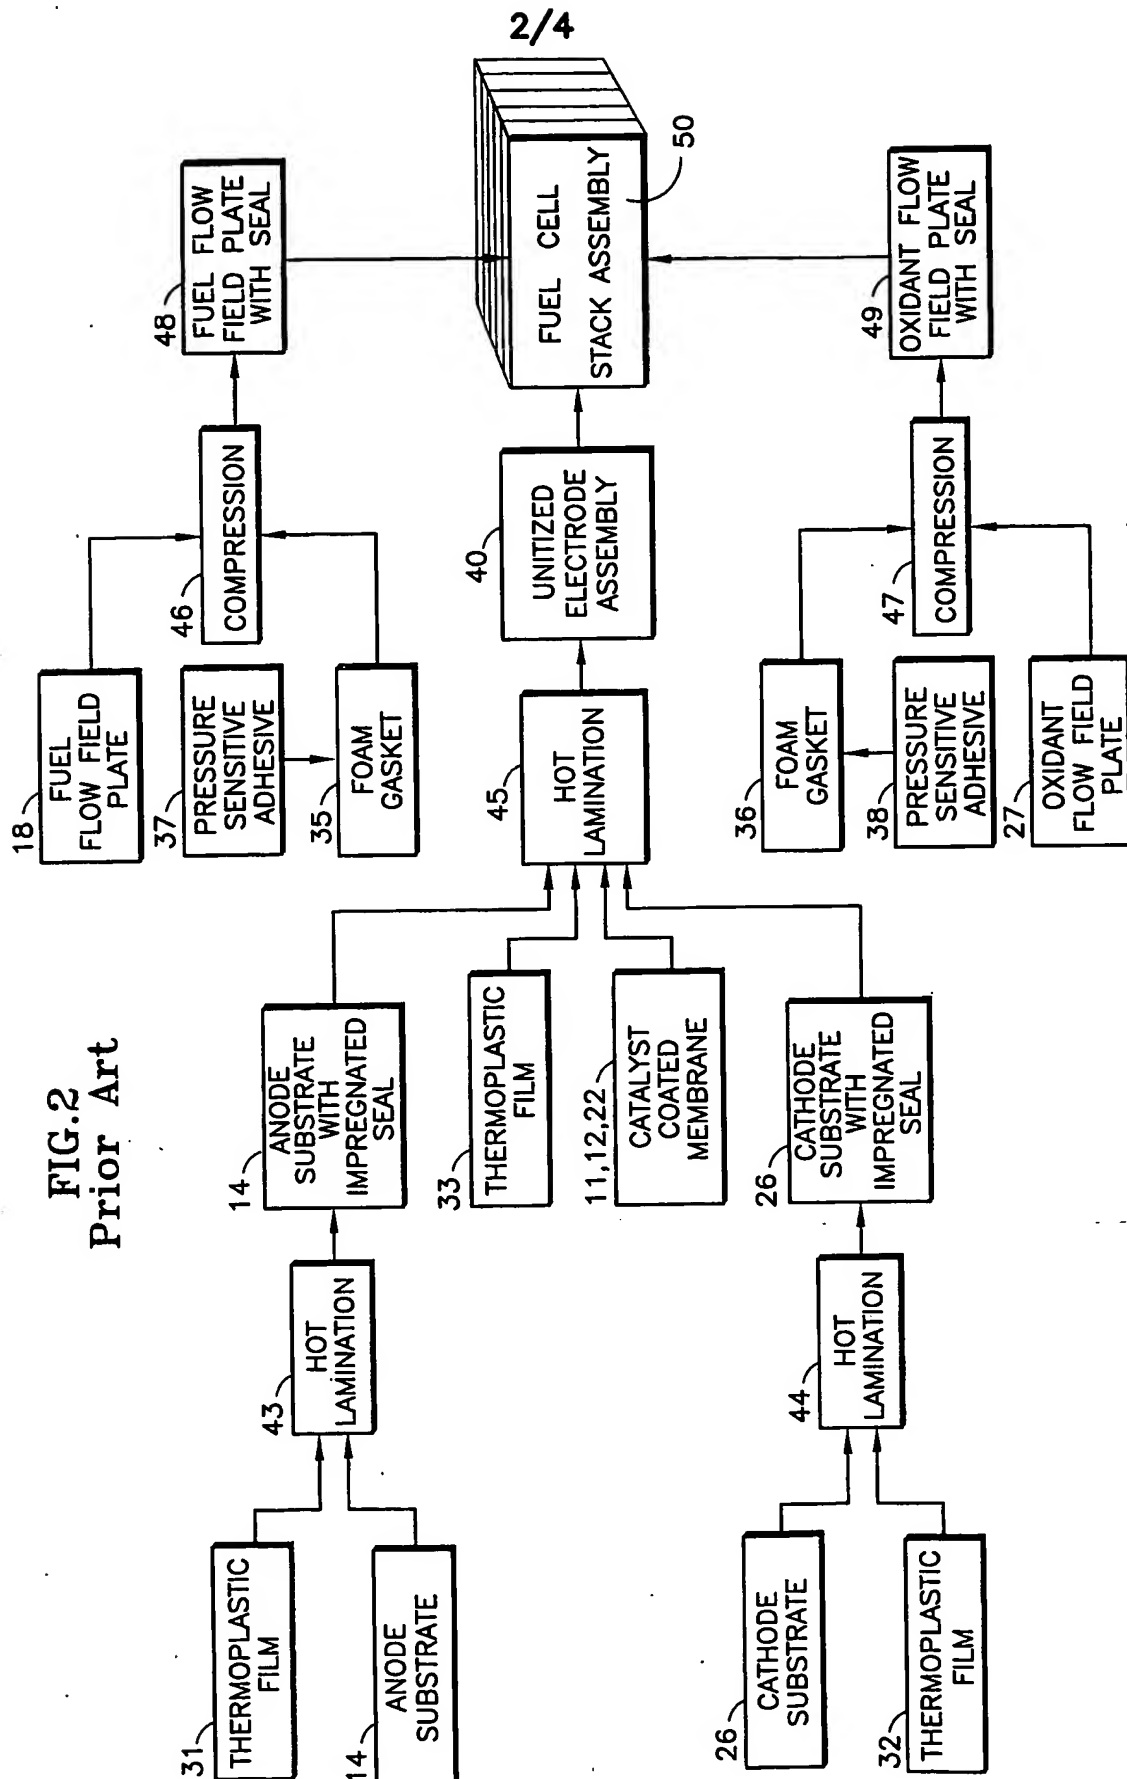 2/4
FIG.2
Prior Art
31
THERMOPLASTIC
FILM
14
ANODE
SUBSTRATE
43
HOT
LAMINATION
14
ANODE
SUBSTRATE
WITH
IMPREGNATED
SEAL
33
THERMOPLASTIC
FILM
11,12,22
CATALYST
COATED
MEMBRANE
26
CATHODE
SUBSTRATE
32
THERMOPLASTIC
FILM
44
HOT
LAMINATION
26
CATHODE
SUBSTRATE
WITH
IMPREGNATED
SEAL
45
HOT
LAMINATION
40
UNITIZED
ELECTRODE
ASSEMBLY
18
FUEL
FLOW FIELD
PLATE
37
PRESSURE
SENSITIVE
ADHESIVE
35
FOAM
GASKET
46
COMPRESSION
48
FUEL FLOW
FIELD PLATE
WITH SEAL
36
FOAM
GASKET
38
PRESSURE
SENSITIVE
ADHESIVE
27
OXIDANT
FLOW FIELD
PLATE
47
COMPRESSION
49
OXIDANT FLOW
FIELD PLATE
WITH SEAL
FUEL CELL
STACK ASSEMBLY
50